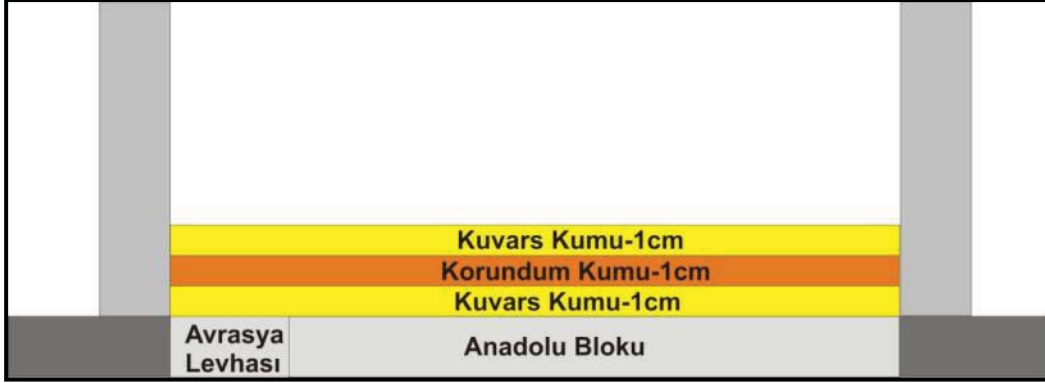 Kuvars Kumu-1cm
Korundum Kumu-1cm
Kuvars Kumu-1cm
Avrasya
Levhası
Anadolu Bloku